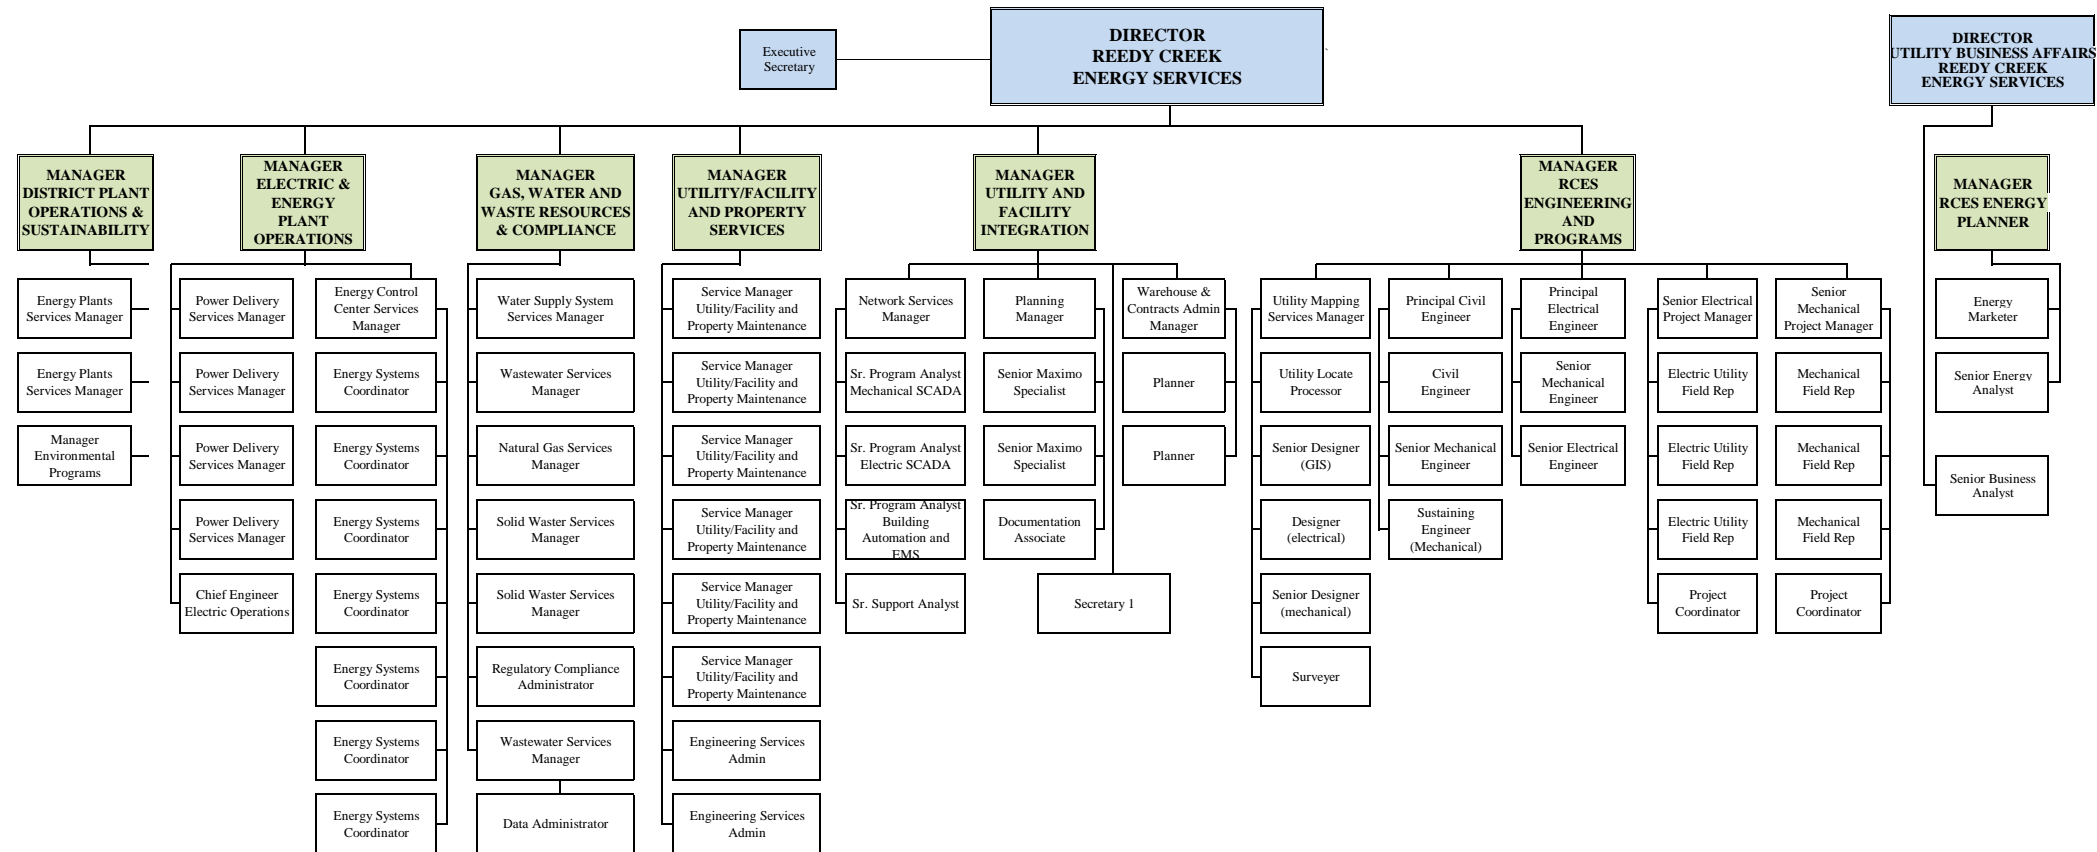 Executive
Secretary
DIRECTOR
REEDY CREEK
ENERGY SERVICES
`
DIRECTOR
UTILITY BUSINESS AFFAIRS
REEDY CREEK
ENERGY SERVICES
MANAGER
DISTRICT PLANT
OPERATIONS &
SUSTAINABILITY
MANAGER
ELECTRIC &
ENERGY
PLANT
OPERATIONS
MANAGER
GAS, WATER AND
WASTE RESOURCES
& COMPLIANCE
MANAGER
UTILITY/FACILITY
AND PROPERTY
SERVICES
MANAGER
UTILITY AND
FACILITY
INTEGRATION
MANAGER
RCES
ENGINEERING
AND
PROGRAMS
MANAGER
RCES ENERGY
PLANNER
Energy Plants
Services Manager
Energy Plants
Services Manager
Manager
Environmental
Programs
Power Delivery
Services Manager
Power Delivery
Services Manager
Power Delivery
Services Manager
Power Delivery
Services Manager
Chief Engineer
Electric Operations
Energy Control
Center Services
Manager
Energy Systems
Coordinator
Energy Systems
Coordinator
Energy Systems
Coordinator
Energy Systems
Coordinator
Energy Systems
Coordinator
Energy Systems
Coordinator
Energy Systems
Coordinator
Water Supply System
Services Manager
Wastewater Services
Manager
Natural Gas Services
Manager
Solid Waster Services
Manager
Solid Waster Services
Manager
Regulatory Compliance
Administrator
Wastewater Services
Manager
Data Administrator
Service Manager
Utility/Facility and
Property Maintenance
Service Manager
Utility/Facility and
Property Maintenance
Service Manager
Utility/Facility and
Property Maintenance
Service Manager
Utility/Facility and
Property Maintenance
Service Manager
Utility/Facility and
Property Maintenance
Service Manager
Utility/Facility and
Property Maintenance
Engineering Services
Admin
Engineering Services
Admin
Network Services
Manager
Sr. Program Analyst
Mechanical SCADA
Sr. Program Analyst
Electric SCADA
Sr. Program Analyst
Building
Automation and
EMS
Sr. Support Analyst
Planning
Manager
Senior Maximo
Specialist
Senior Maximo
Specialist
Documentation
Associate
Secretary 1
Warehouse &
Contracts Admin
Manager
Planner
Planner
Utility Mapping
Services Manager
Utility Locate
Processor
Senior Designer
(GIS)
Designer
(electrical)
Senior Designer
(mechanical)
Surveyer
Principal Civil
Engineer
Civil
Engineer
Senior Mechanical
Engineer
Sustaining
Engineer
(Mechanical)
Principal
Electrical
Engineer
Senior
Mechanical
Engineer
Senior Electrical
Engineer
Senior Electrical
Project Manager
Electric Utility
Field Rep
Electric Utility
Field Rep
Electric Utility
Field Rep
Project
Coordinator
Senior
Mechanical
Project Manager
Mechanical
Field Rep
Mechanical
Field Rep
Mechanical
Field Rep
Project
Coordinator
Energy
Marketer
Senior Energy
Analyst
Senior Business
Analyst